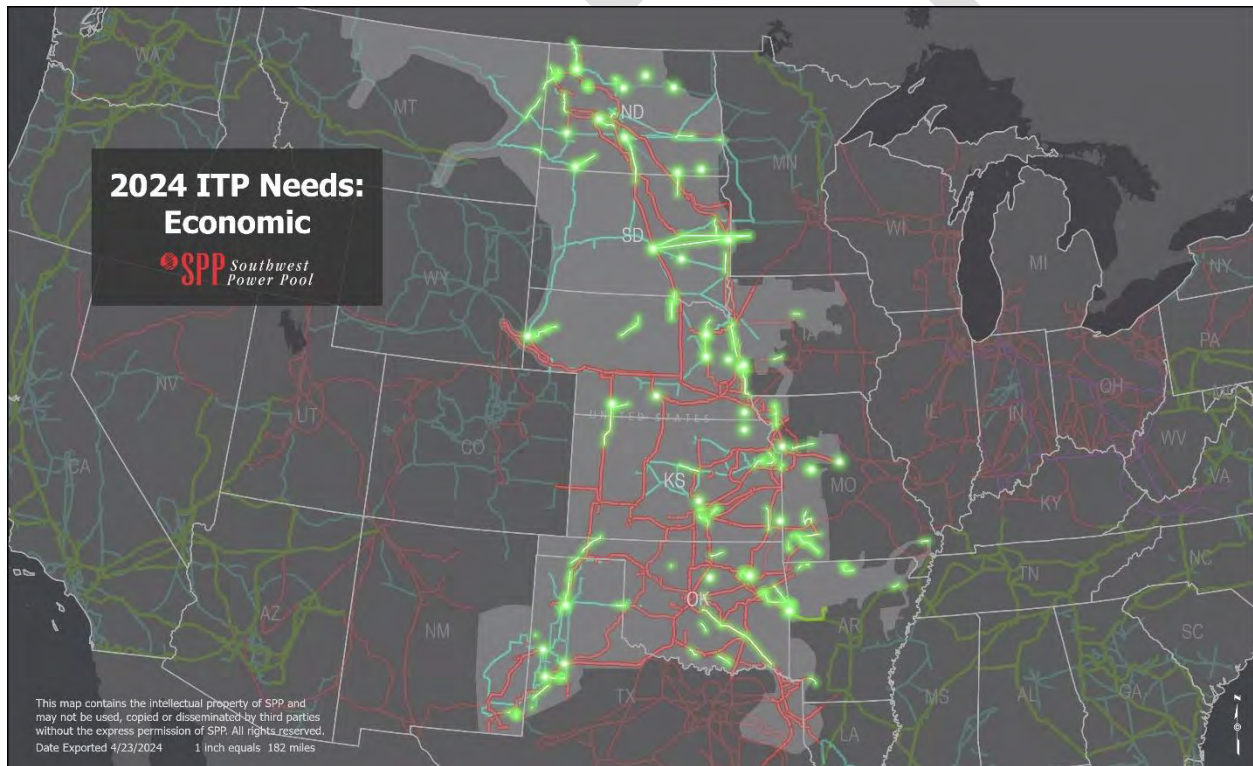 2024 ITP Needs:
Economic
SPP Southwest
Power Pool
WA
MT
ND
MN
SD
WI
MI
NY
WY
IA
PA
NV
UT
CO
UNITED STATES
IL
IN
OH
WV
VA
CA
KS
MO
KY
AZ
NM
OK
AR
TN
NC
SC
TX
MS
AL
GA
LA
This map contains the intellectual property of SPP and
may not be used, copied or disseminated by third parties
without the express permission of SPP. All rights reserved.
Date Exported 4/23/2024 1 inch equals 182 miles
N